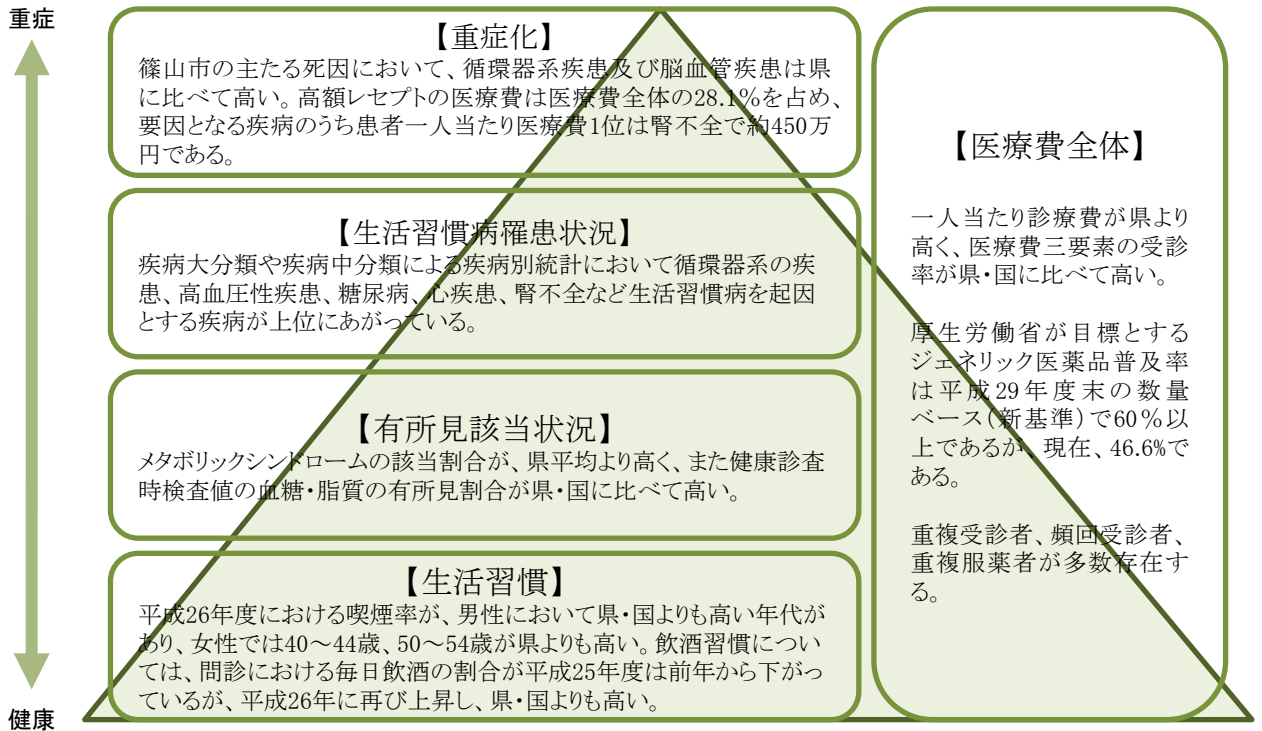 重症
【重症化】
篠山市の主たる死因において、循環器系疾患及び脳血管疾患は県
に比べて高い。高額レセプトの医療費は医療費全体の28.1％を占め、
要因となる疾病のうち患者一人当たり医療費1位は腎不全で約450万
円である。
【生活習慣病罹患状況】
疾病大分類や疾病中分類による疾病別統計において循環器系の疾
患、高血圧性疾患、糖尿病、心疾患、腎不全など生活習慣病を起因
とする疾病が上位にあがっている。
【有所見該当状況】
メタボリックシンドロームの該当割合が、県平均より高く、また健康診査
時検査値の血糖・脂質の有所見割合が県・国に比べて高い。
【生活習慣】
平成26年度における喫煙率が、男性において県・国よりも高い年代が
あり、女性では40～44歳、50～54歳が県よりも高い。飲酒習慣につい
ては、問診における毎日飲酒の割合が平成25年度は前年から下がっ
ているが、平成26年に再び上昇し、県・国よりも高い。
健康
【医療費全体】
一人当たり診療費が県より
高く、医療費三要素の受診
率が県・国に比べて高い。
厚生労働省が目標とする
ジェネリック医薬品普及率
は平成29年度末の数量
ベース（新基準）で60％以
上であるが、現在、46.6%で
ある。
重複受診者、頻回受診者、
重複服薬者が多数存在す
る。